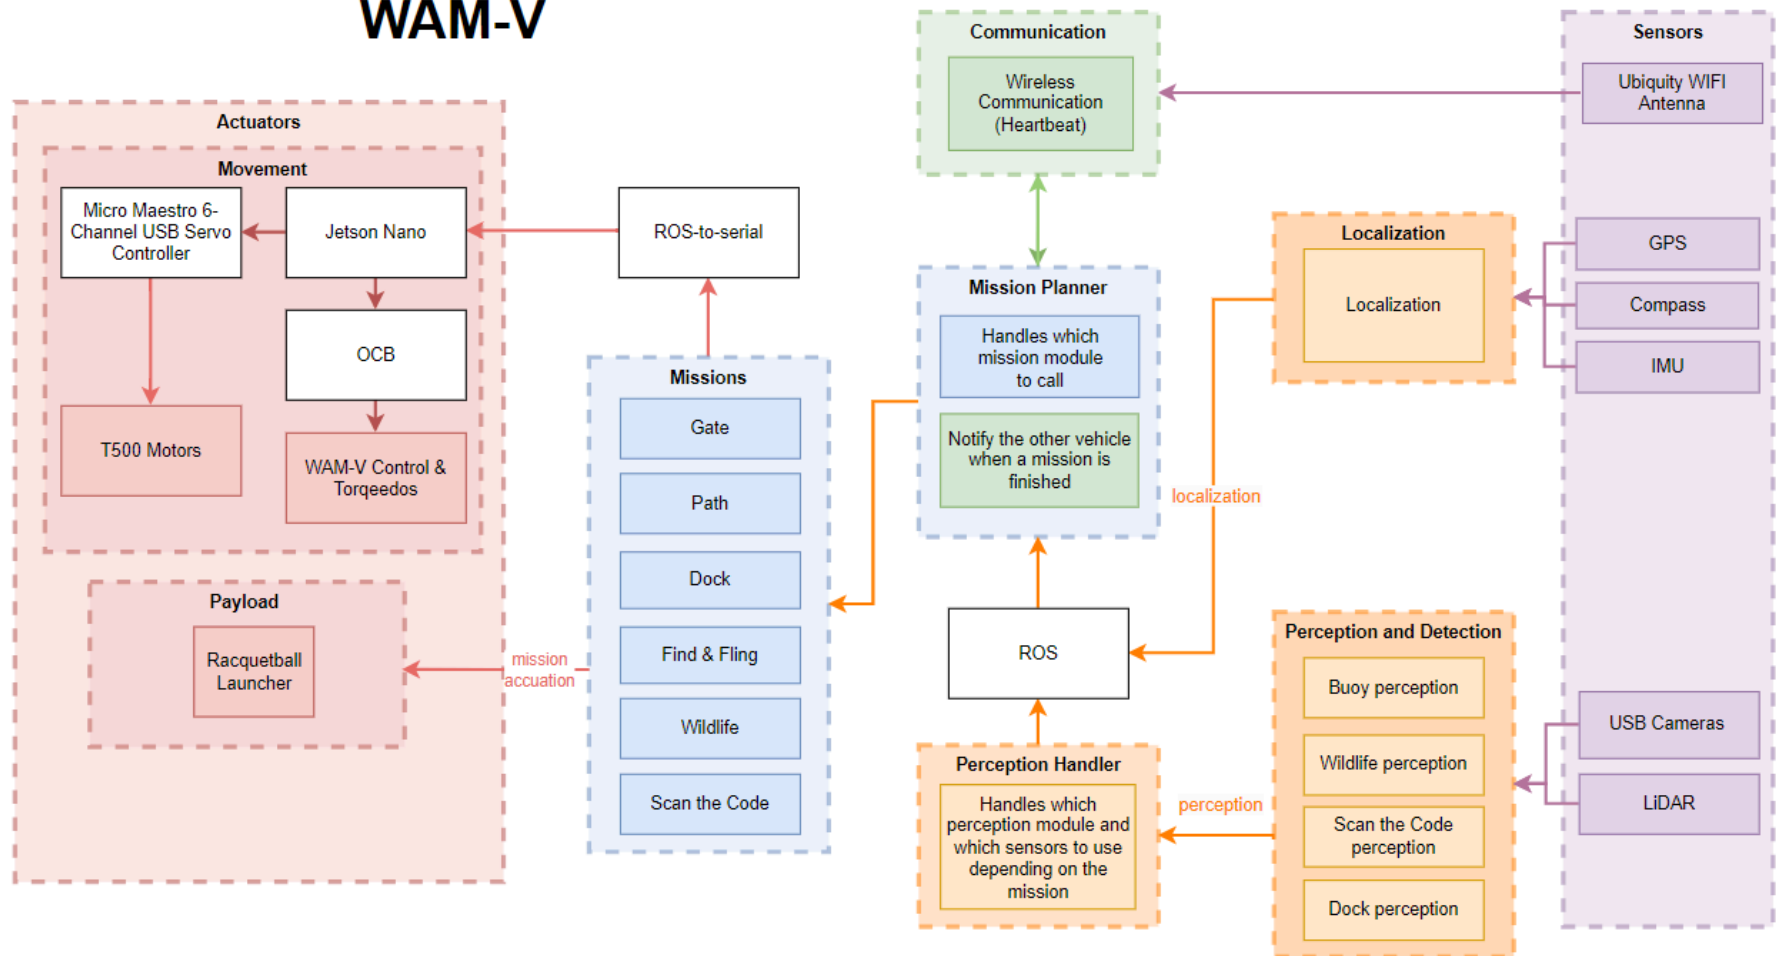 WAM-V
Actuators
Movement
Micro Maestro 6-
Channel USB Servo
Controller
Jetson Nano
OCB
T500 Motors
WAM-V Control &
Torqeedos
Payload
Racquetball
Launcher
ROS-to-serial
mission
accuation
Missions
Gate
Path
Dock
Find & Fling
Wildlife
Scan the Code
Communication
Wireless
Communication
(Heartbeat)
Mission Planner
Handles which
mission module
to call
Notify the other vehicle
when a mission is
finished
ROS
Perception Handler
Handles which
perception module and
which sensors to use
depending on the
mission
localization
perception
Localization
Localization
Perception and Detection
Buoy perception
Wildlife perception
Scan the Code
perception
Dock perception
Sensors
Ubiquity WIFI
Antenna
GPS
Compass
IMU
USB Cameras
LiDAR